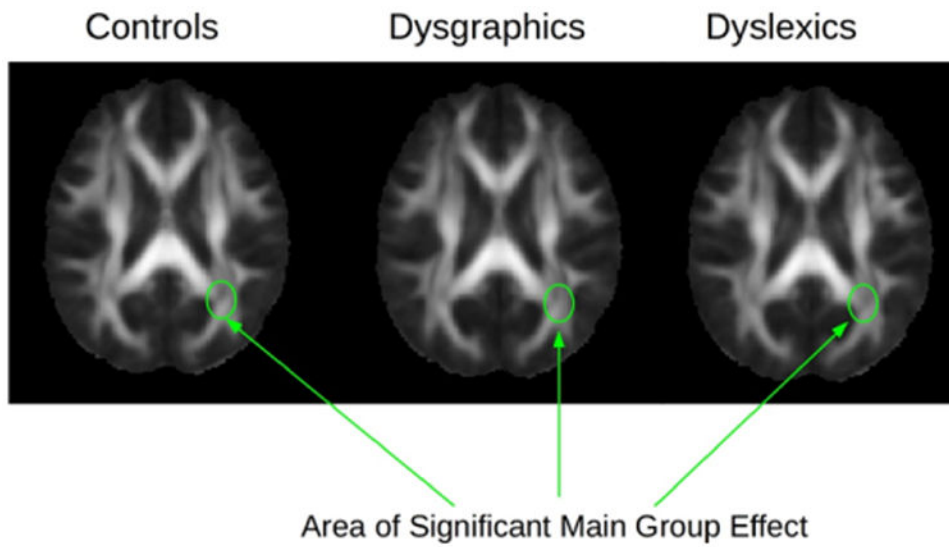 Controls
Dysgraphics
Dyslexics
Area of Significant Main Group Effect